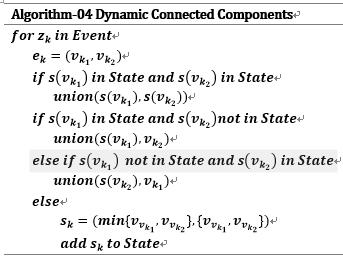 Algorithm-04 Dynamic Connected Components↵
for z_k in Event↵
e_k = (v_{k_1}, v_{k_2})↵
if s(v_{k_1}) in State and s(v_{k_2}) in State↵
union(s(v_{k_1}), s(v_{k_2}))↵
if s(v_{k_1}) in State and s(v_{k_2})not in State↵
union(s(v_{k_1}), v_{k_2})↵
else if s(v_{k_1}) not in State and s(v_{k_2}) in State
union(s(v_{k_2}), v_{k_1})↵
else↵
s_k = (min{v_{v_{k_1}}, v_{v_{k_2}}}, {v_{v_{k_1}}, v_{v_{k_2}}})↵
add s_k to State↵